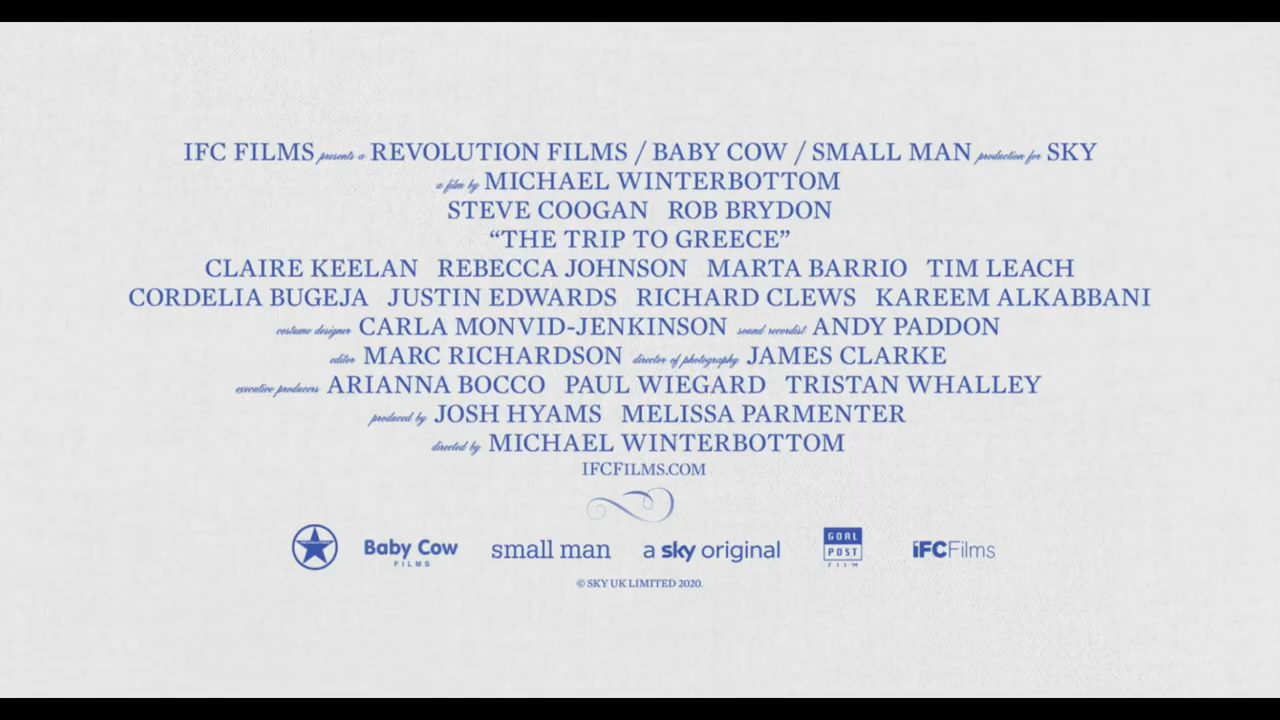 IFC FILMS presents a REVOLUTION FILMS / BABY COW / SMALL MAN production for SKY
a film by MICHAEL WINTERBOTTOM
STEVE COOGAN ROB BRYDON
“THE TRIP TO GREECE”
CLAIRE KEELAN REBECCA JOHNSON MARTA BARRIO TIM LEACH
CORDELIA BUGEJA JUSTIN EDWARDS RICHARD CLEWS KAREEM ALKABBANI
costume designer CARLA MONVID-JENKINSON sound recordist ANDY PADDON
editor MARC RICHARDSON director of photography JAMES CLARKE
executive producers ARIANNA BOCCO PAUL WIEGARD TRISTAN WHALLEY
produced by JOSH HYAMS MELISSA PARMENTER
directed by MICHAEL WINTERBOTTOM
IFCFILMS.COM
Baby Cow FILMS small man a sky original GOAL POST FILM IFC Films
© SKY UK LIMITED 2020.